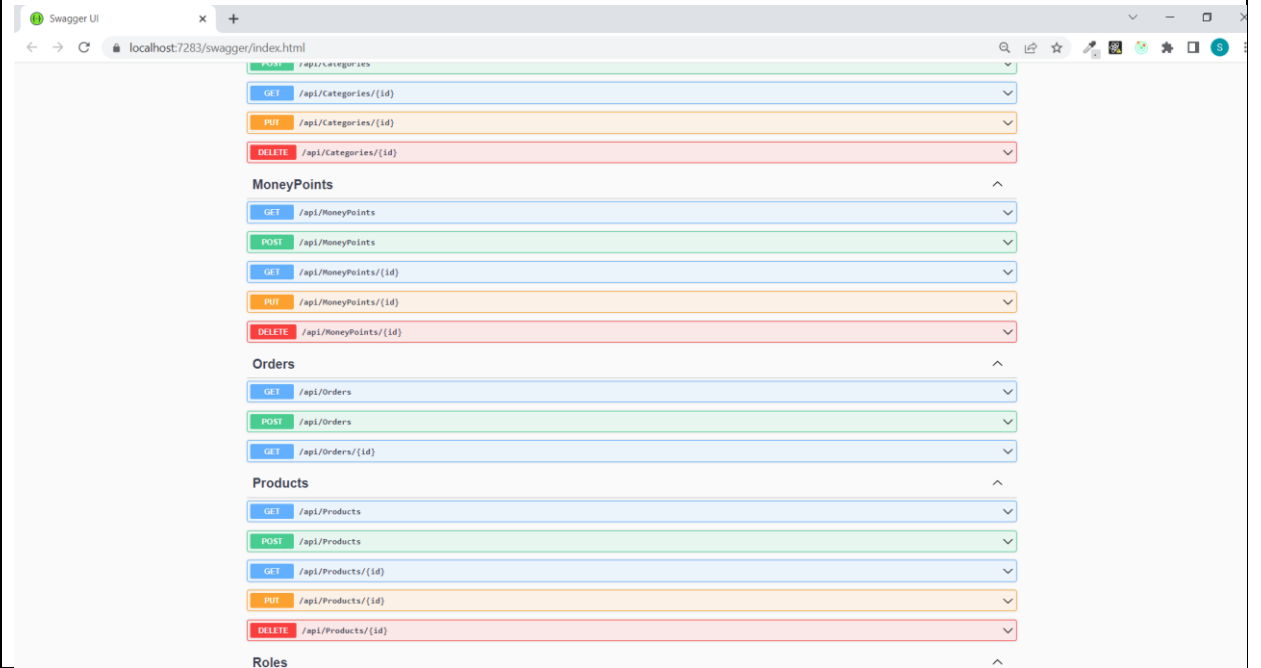 Swagger UI
localhost:7283/swagger/index.html
S
POST /api/Categories
GET /api/Categories/{id}
PUT /api/Categories/{id}
DELETE /api/Categories/{id}
MoneyPoints
GET /api/MoneyPoints
POST /api/MoneyPoints
GET /api/MoneyPoints/{id}
PUT /api/MoneyPoints/{id}
DELETE /api/MoneyPoints/{id}
Orders
GET /api/Orders
POST /api/Orders
GET /api/Orders/{id}
Products
GET /api/Products
POST /api/Products
GET /api/Products/{id}
PUT /api/Products/{id}
DELETE /api/Products/{id}
Roles